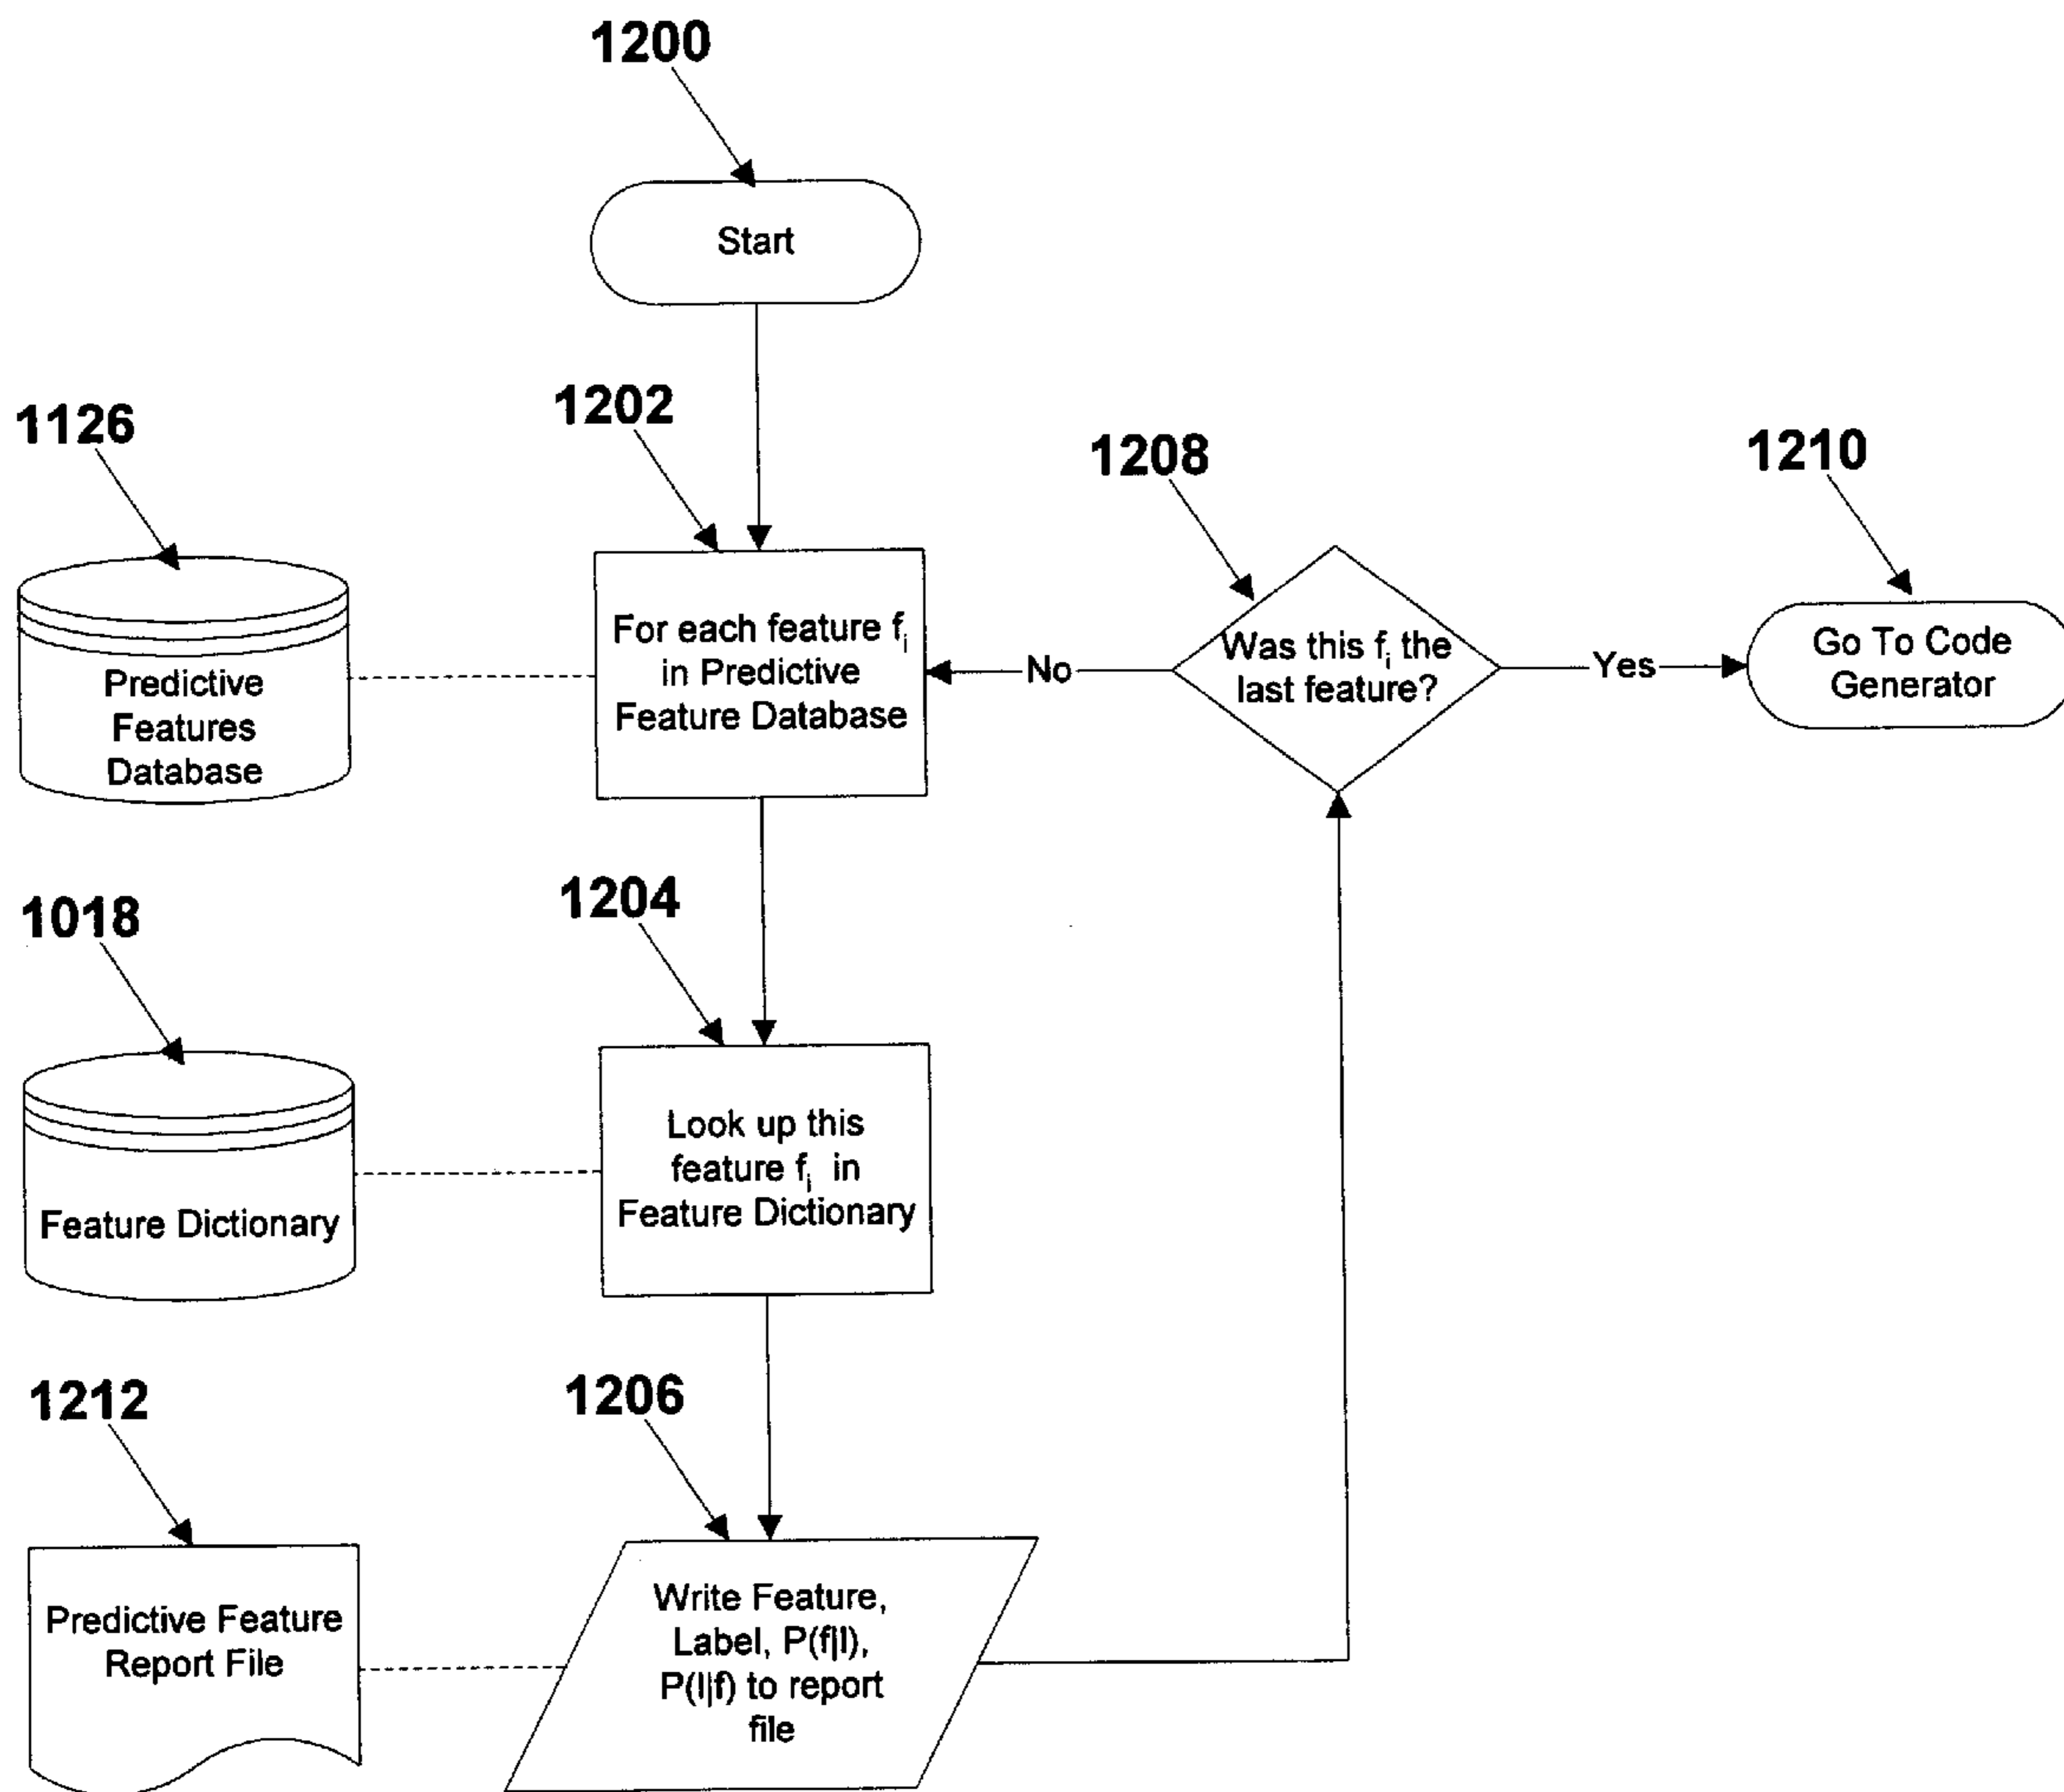 1200
Start
1202
1126
1208
1210
For each feature fi
in Predictive
Feature Database
Predictive
Features
Database
No
Was this fi the
last feature?
Yes
Go To Code
Generator
1204
1018
Look up this
feature fi in
Feature Dictionary
Feature Dictionary
1212
1206
Predictive Feature
Report File
Write Feature,
Label, P(f|l),
P(l|f) to report
file